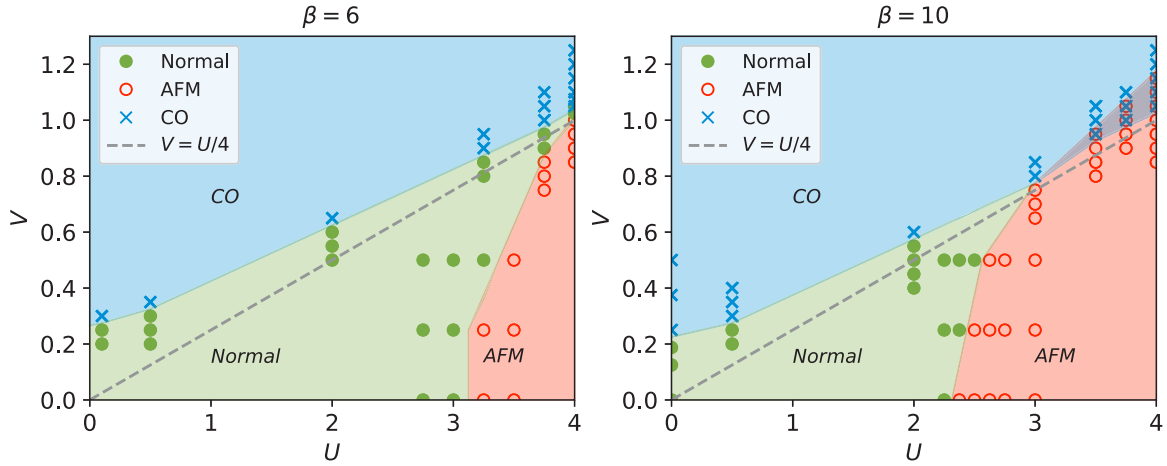 β = 6
V
1.2
1.0
0.8
0.6
0.4
0.2
0.0
Normal
AFM
CO
V = U/4
CO
Normal
AFM
0
1
2
3
4
U
β = 10
V
1.2
1.0
0.8
0.6
0.4
0.2
0.0
Normal
AFM
CO
V = U/4
CO
Normal
AFM
0
1
2
3
4
U